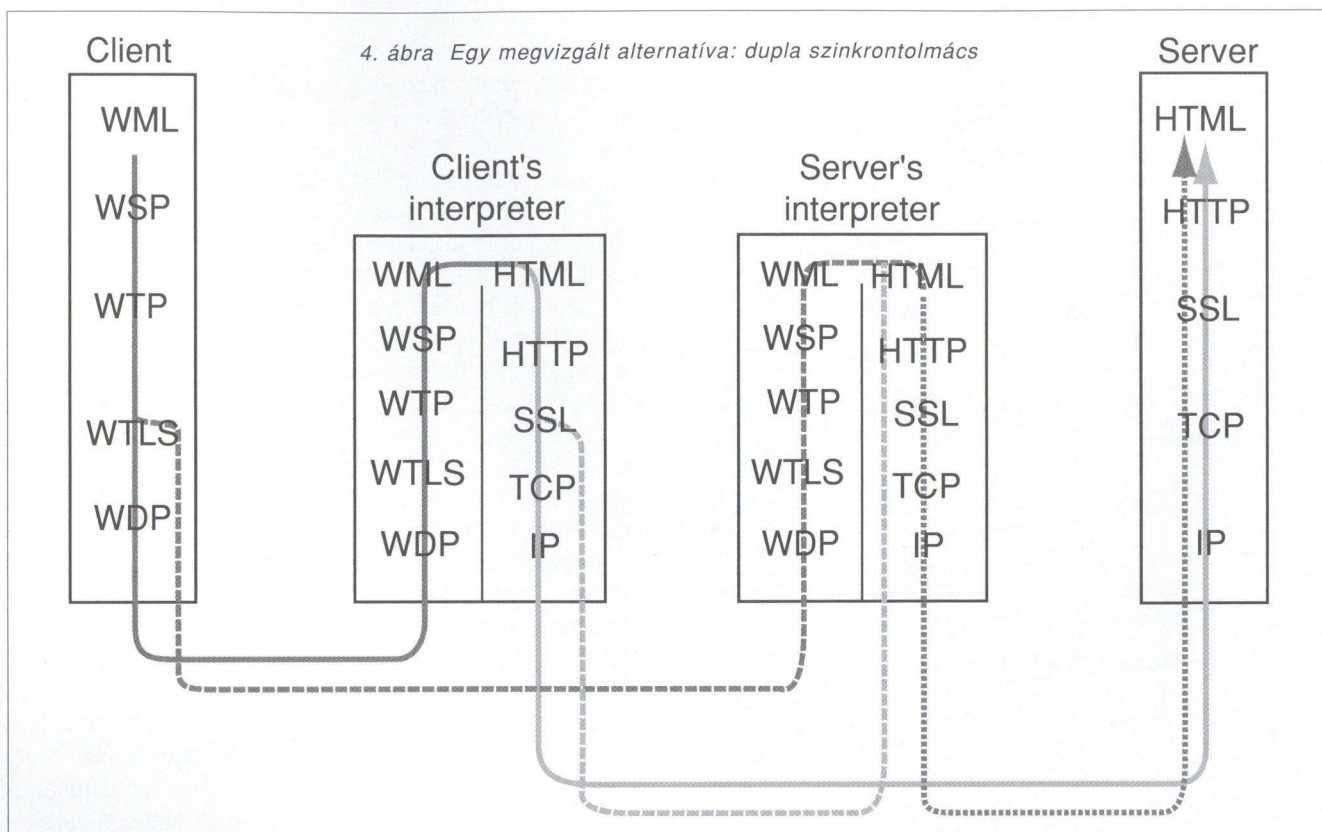 Client
4. ábra Egy megvizsgált alternatíva: dupla szinkrontolmács
Server
WML
WSP
WTP
WTLS
WDP
Client's
interpreter
WML HTML
WSP
HTTP
WTP
SSL
WTLS
TCP
WDP
IP
Server's
interpreter
WML HTML
WSP
HTTP
WTP
SSL
WTLS
TCP
WDP
IP
HTML
HTTP
SSL
TCP
IP